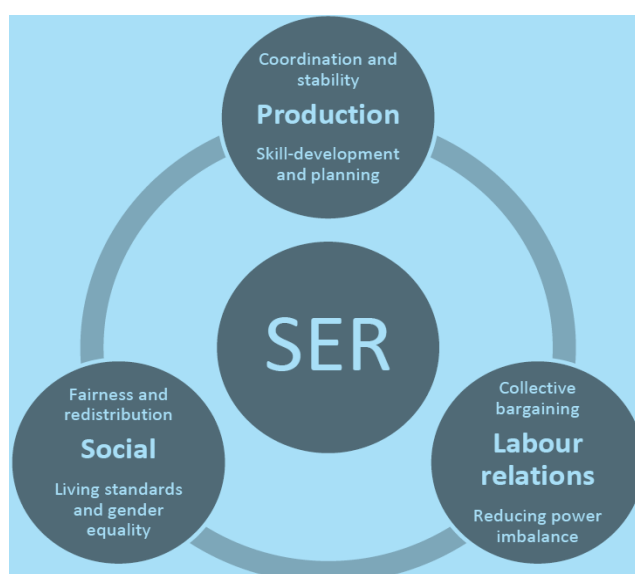 Coordination and
stability
Production
Skill-development
and planning
SER
Fairness and
redistribution
Social
Living standards
and gender
equality
Collective
bargaining
Labour
relations
Reducing power
imbalance